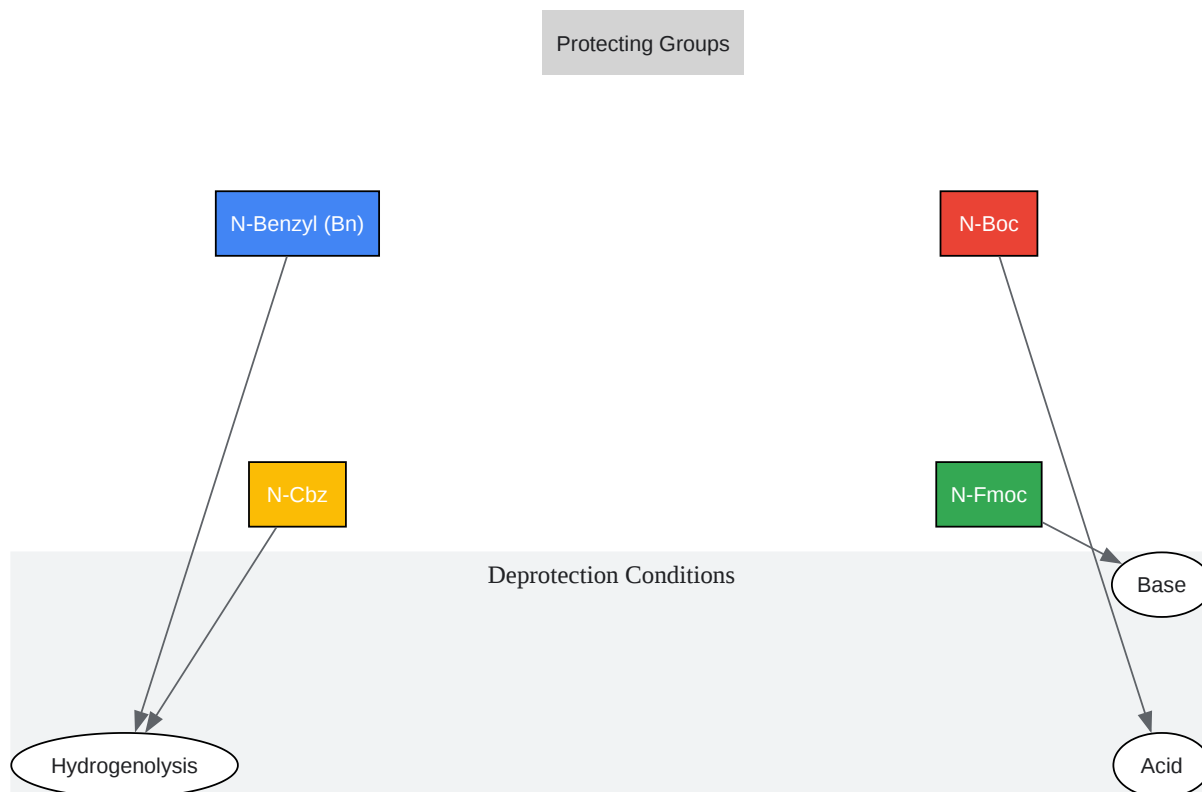 Protecting Groups
N-Benzyl (Bn)
N-Boc
N-Cbz
N-Fmoc
Deprotection Conditions
Base
Hydrogenolysis
Acid